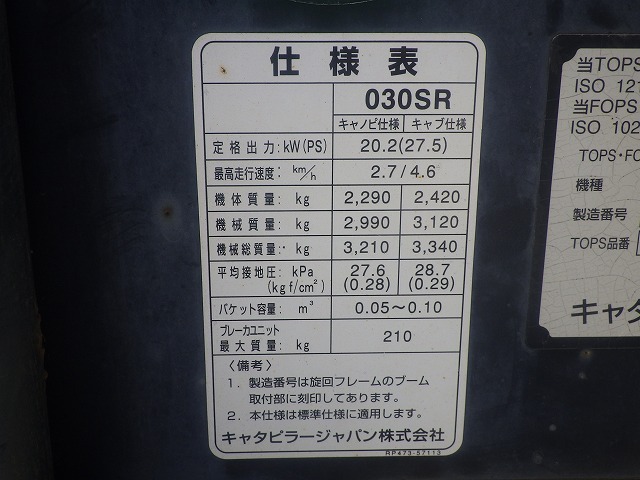 仕様表
030SR
キャノピ仕様 キャブ仕様
定格出力:kW(PS) 20.2(27.5)
最高走行速度: km/h 2.7/4.6
機体質量: kg 2,290 2,420
機械質量: kg 2,990 3,120
機械総質量: kg 3,210 3,340
平均接地圧: kPa 27.6 28.7
(kgf/cm²) (0.28) (0.29)
バケット容量: m³ 0.05～0.10
ブレーカユニット
最大質量: kg 210
〈備考〉
1. 製造番号は旋回フレームのブーム
取付部に刻印してあります。
2. 本仕様は標準仕様に適用します。
キャタピラージャパン株式会社
RP473-57113
当TOPS
ISO 121
当FOPS
ISO 102
TOPS・FO
機種
製造番号
TOPS品番
キャタ